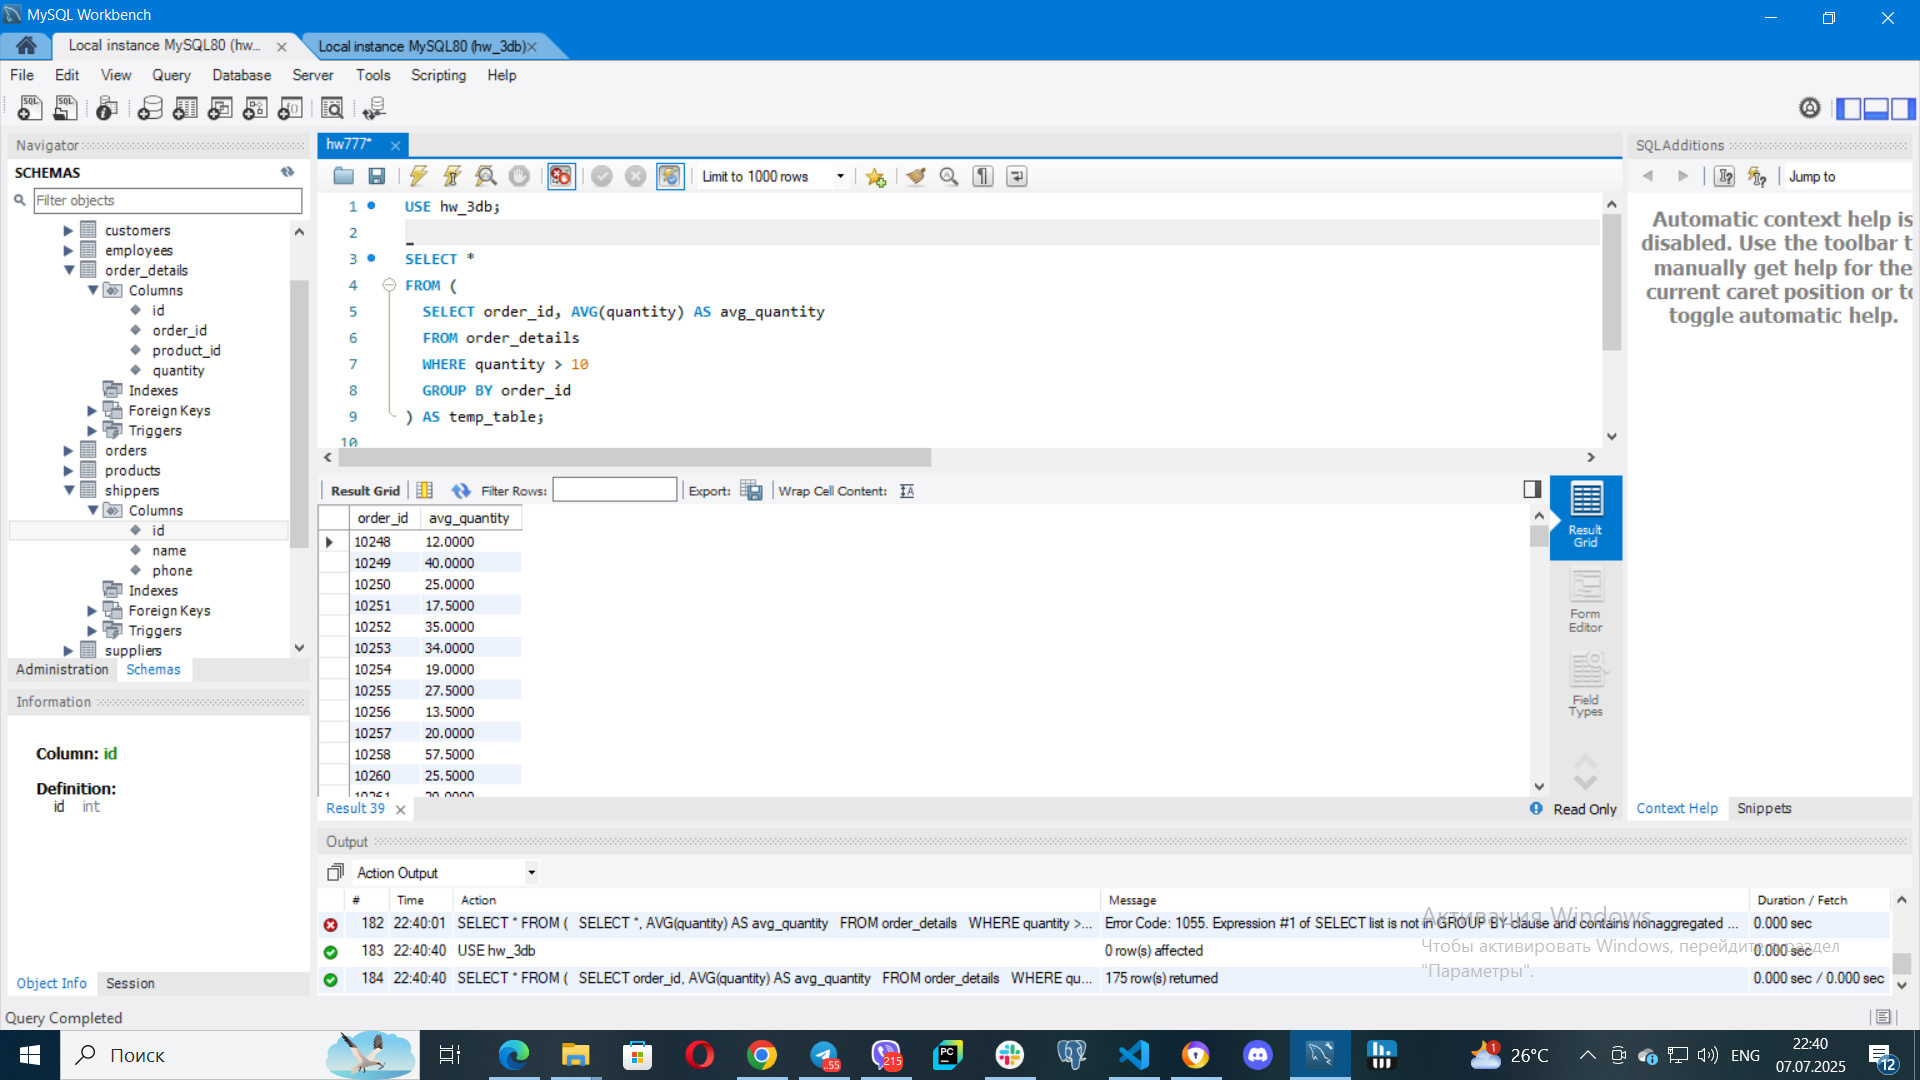 MySQL Workbench
Local instance MySQL80 (hw... ×
Local instance MySQL80 (hw_3db)×
File Edit View Query Database Server Tools Scripting Help
Navigator
SCHEMAS
Filter objects
customers
employees
order_details
Columns
id
order_id
product_id
quantity
Indexes
Foreign Keys
Triggers
orders
products
shippers
Columns
id
name
phone
Indexes
Foreign Keys
Triggers
suppliers
Administration Schemas
Information
Column: id
Definition:
id int
Object Info Session
Query Completed
hw777* ×
Limit to 1000 rows
1 USE hw_3db;
2
3 SELECT *
4 FROM (
5 SELECT order_id, AVG(quantity) AS avg_quantity
6 FROM order_details
7 WHERE quantity > 10
8 GROUP BY order_id
9 ) AS temp_table;
10
Result Grid Filter Rows: Export: Wrap Cell Content:
order_id avg_quantity
10248 12.0000
10249 40.0000
10250 25.0000
10251 17.5000
10252 35.0000
10253 34.0000
10254 19.0000
10255 27.5000
10256 13.5000
10257 20.0000
10258 57.5000
10260 25.5000
10261 20.0000
Result Grid
Form Editor
Field Types
Result 39 ×
Read Only
SQLAdditions
Jump to
Automatic context help is
disabled. Use the toolbar t
manually get help for the
current caret position or to
toggle automatic help.
Context Help Snippets
Output
Action Output
# Time Action Message Duration / Fetch
182 22:40:01 SELECT * FROM ( SELECT *, AVG(quantity) AS avg_quantity FROM order_details WHERE quantity >... Error Code: 1055. Expression #1 of SELECT list is not in GROUP BY clause and contains nonaggregated ... 0.000 sec
183 22:40:40 USE hw_3db 0 row(s) affected 0.000 sec
184 22:40:40 SELECT * FROM ( SELECT order_id, AVG(quantity) AS avg_quantity FROM order_details WHERE qu... 175 row(s) returned 0.000 sec / 0.000 sec
Активация Windows
Чтобы активировать Windows, перейдите в раздел
"Параметры".
Поиск
.55
215
PC
1
26°C
ENG
22:40
07.07.2025
12